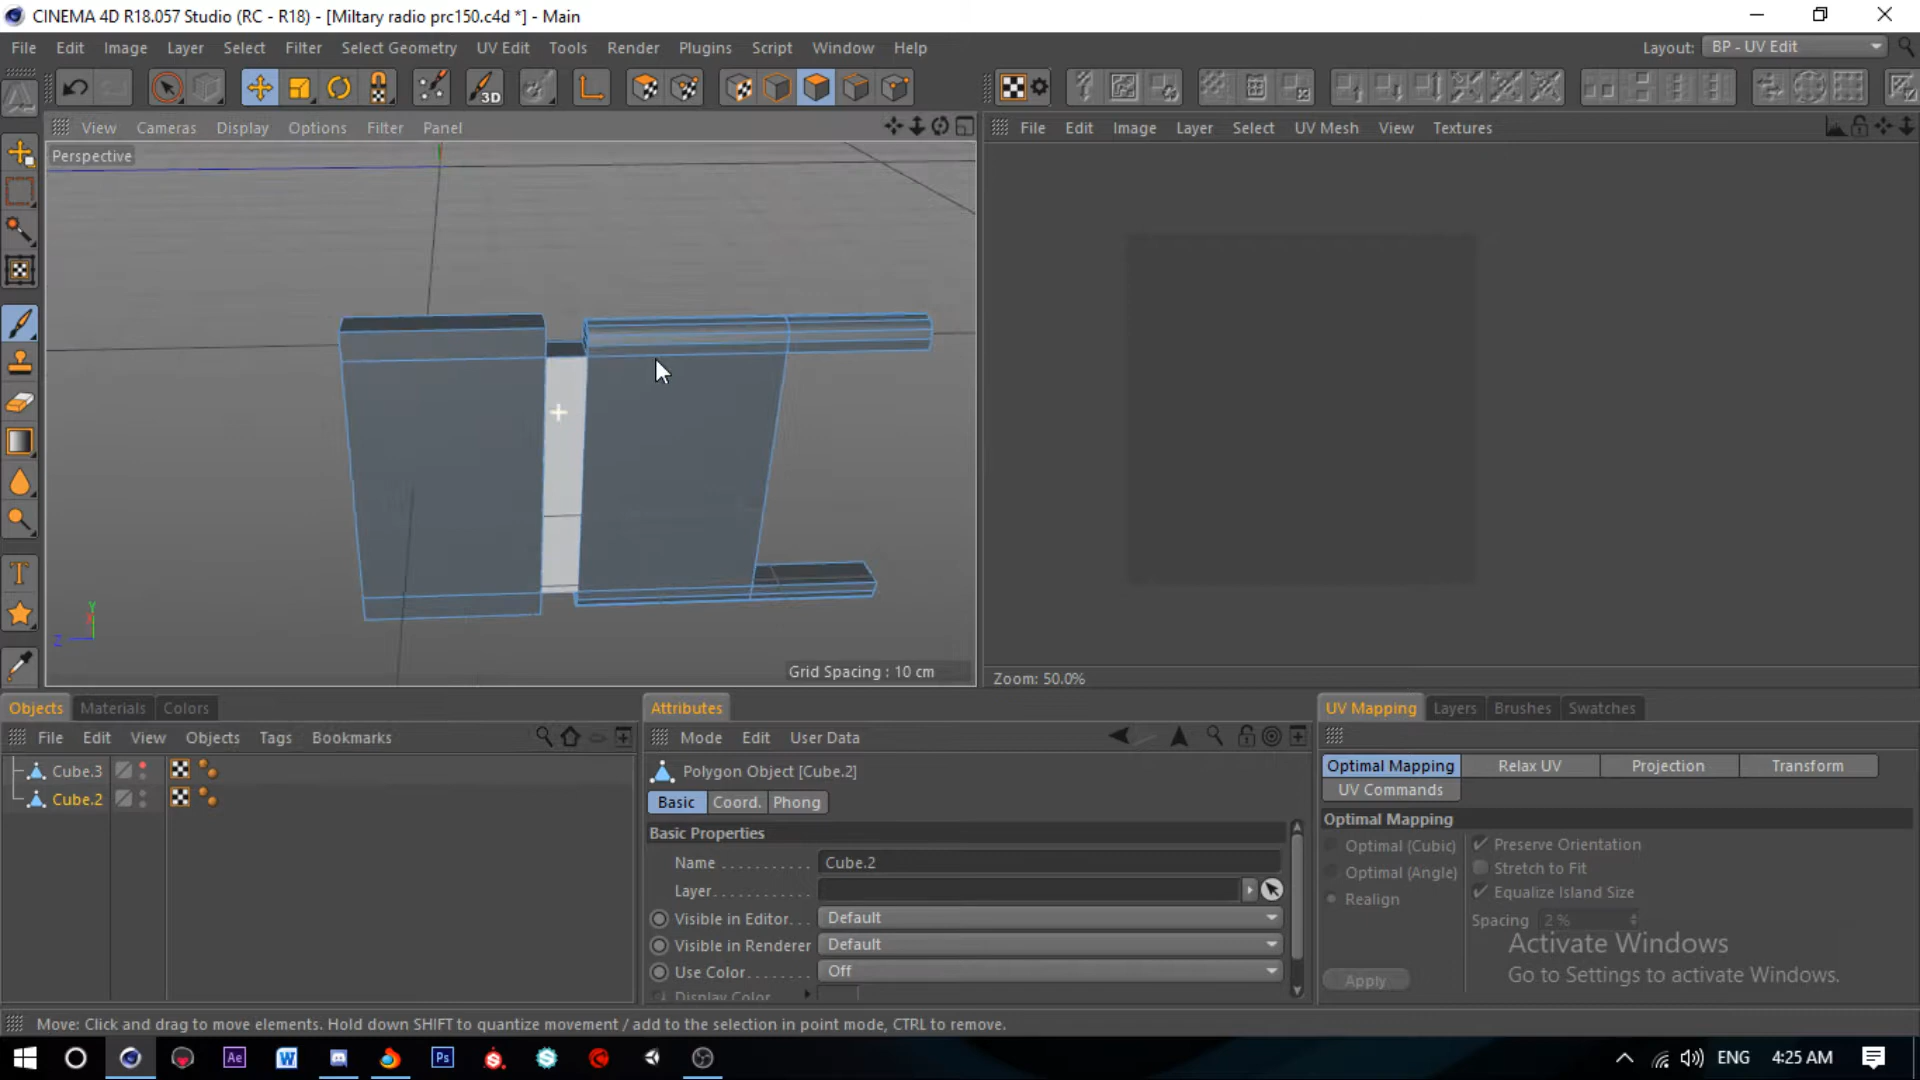 CINEMA 4D R18.057 Studio (RC - R18) - [Miltary radio prc150.c4d *] - Main
File Edit Image Layer Select Filter Select Geometry UV Edit Tools Render Plugins Script Window Help Layout: BP - UV Edit
3D
View Cameras Display Options Filter Panel
File Edit Image Layer Select UV Mesh View Textures
Perspective
Y
X
Z
Grid Spacing : 10 cm
Zoom: 50.0%
Objects Materials Colors
Attributes
UV Mapping Layers Brushes Swatches
File Edit View Objects Tags Bookmarks
Mode Edit User Data
Cube.3
Cube.2
Polygon Object [Cube.2]
Basic Coord. Phong
Basic Properties
Name . . . . . . . . . . . Cube.2
Layer. . . . . . . . . . .
Visible in Editor. . . Default
Visible in Renderer Default
Use Color. . . . . . . . Off
Display Color
Optimal Mapping Relax UV Projection Transform
UV Commands
Optimal Mapping
Optimal (Cubic)
Optimal (Angle)
Realign
Preserve Orientation
Stretch to Fit
Equalize Island Size
Spacing 2 %
Apply
Activate Windows
Go to Settings to activate Windows.
Move: Click and drag to move elements. Hold down SHIFT to quantize movement / add to the selection in point mode, CTRL to remove.
Ae W Ps ENG 4:25 AM